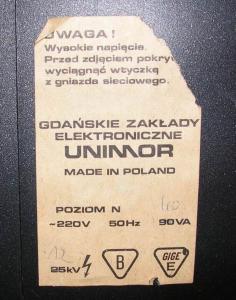 UWAGA !
Wysokie napięcie.
Przed zdjęciem pokry
wyciągnąć wtyczkę
z gniazda sieciowego.
GDAŃSKIE ZAKŁADY
ELEKTRONICZNE
UNIMOR
MADE IN POLAND
POZIOM N
~220V 50Hz 90VA
12
25kV B GIGE
E